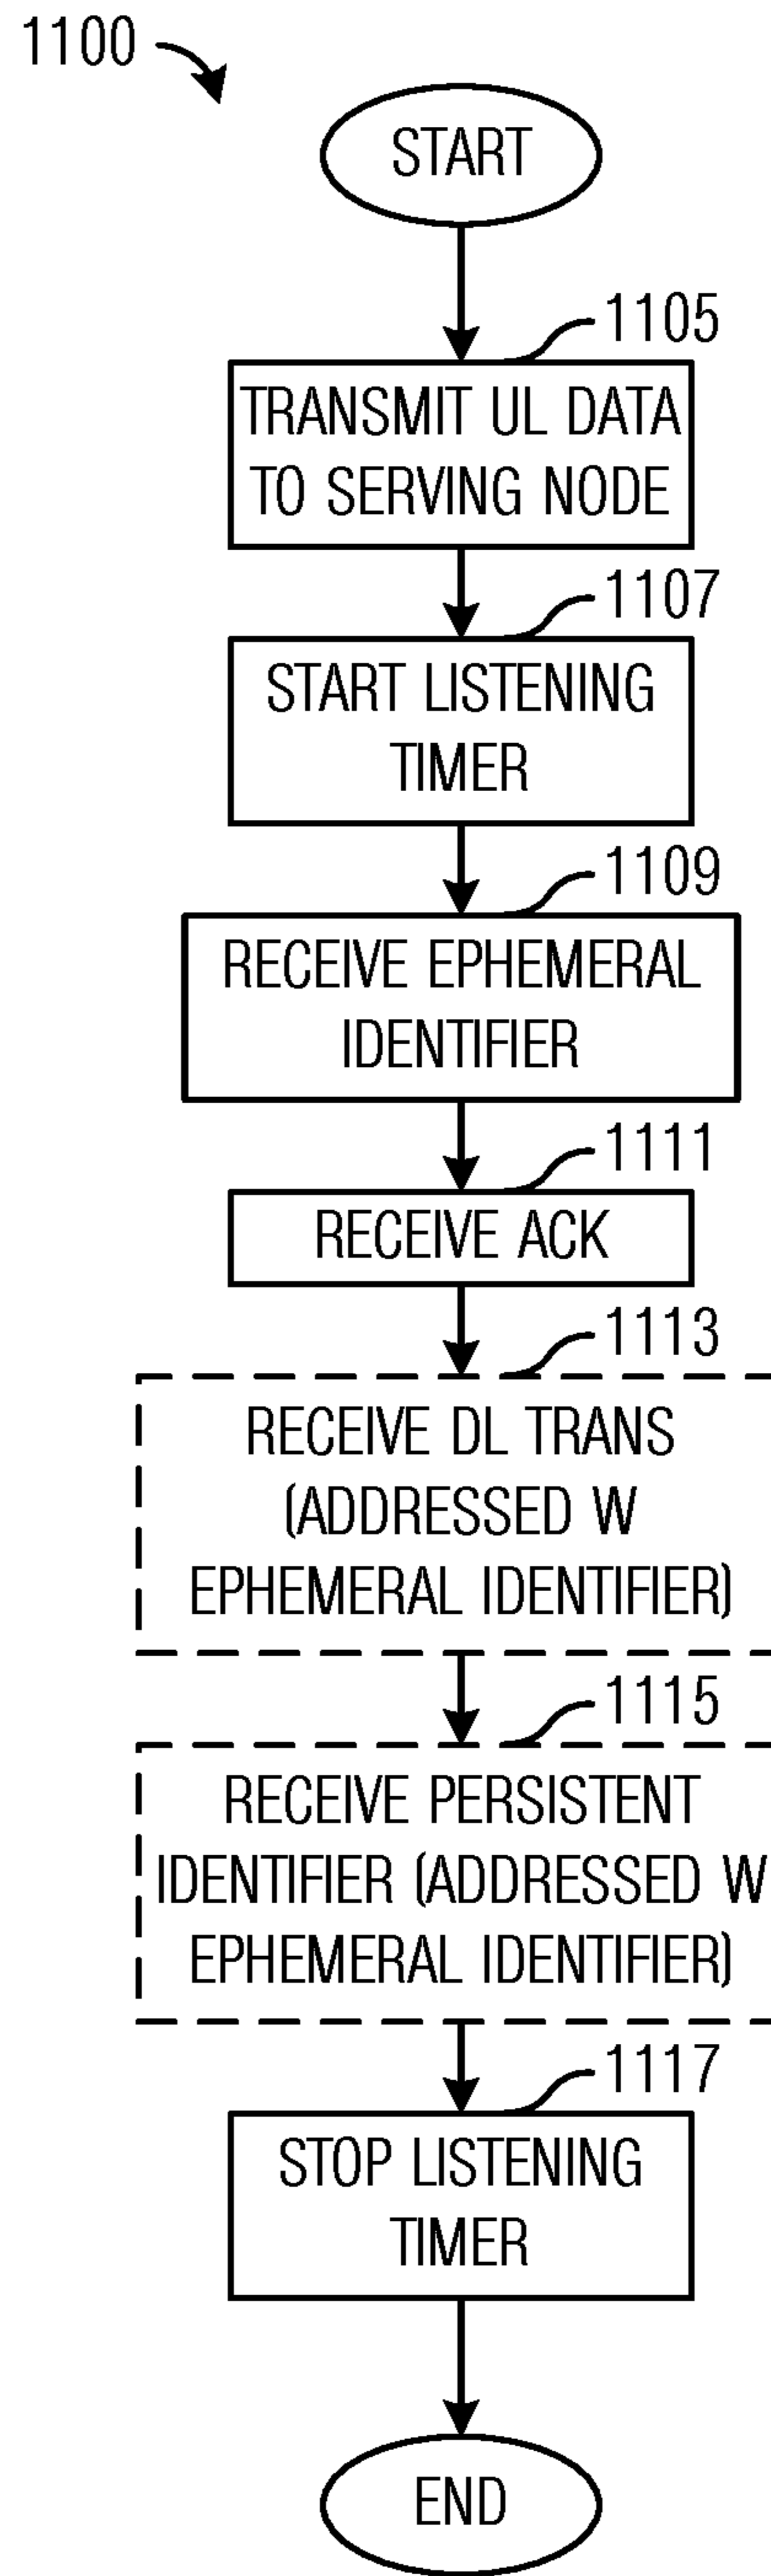 1100
START
1105
TRANSMIT UL DATA
TO SERVING NODE
1107
START LISTENING
TIMER
1109
RECEIVE EPHEMERAL
IDENTIFIER
1111
RECEIVE ACK
1113
RECEIVE DL TRANS
(ADDRESSED W
EPHEMERAL IDENTIFIER)
1115
RECEIVE PERSISTENT
IDENTIFIER (ADDRESSED W
EPHEMERAL IDENTIFIER)
1117
STOP LISTENING
TIMER
END